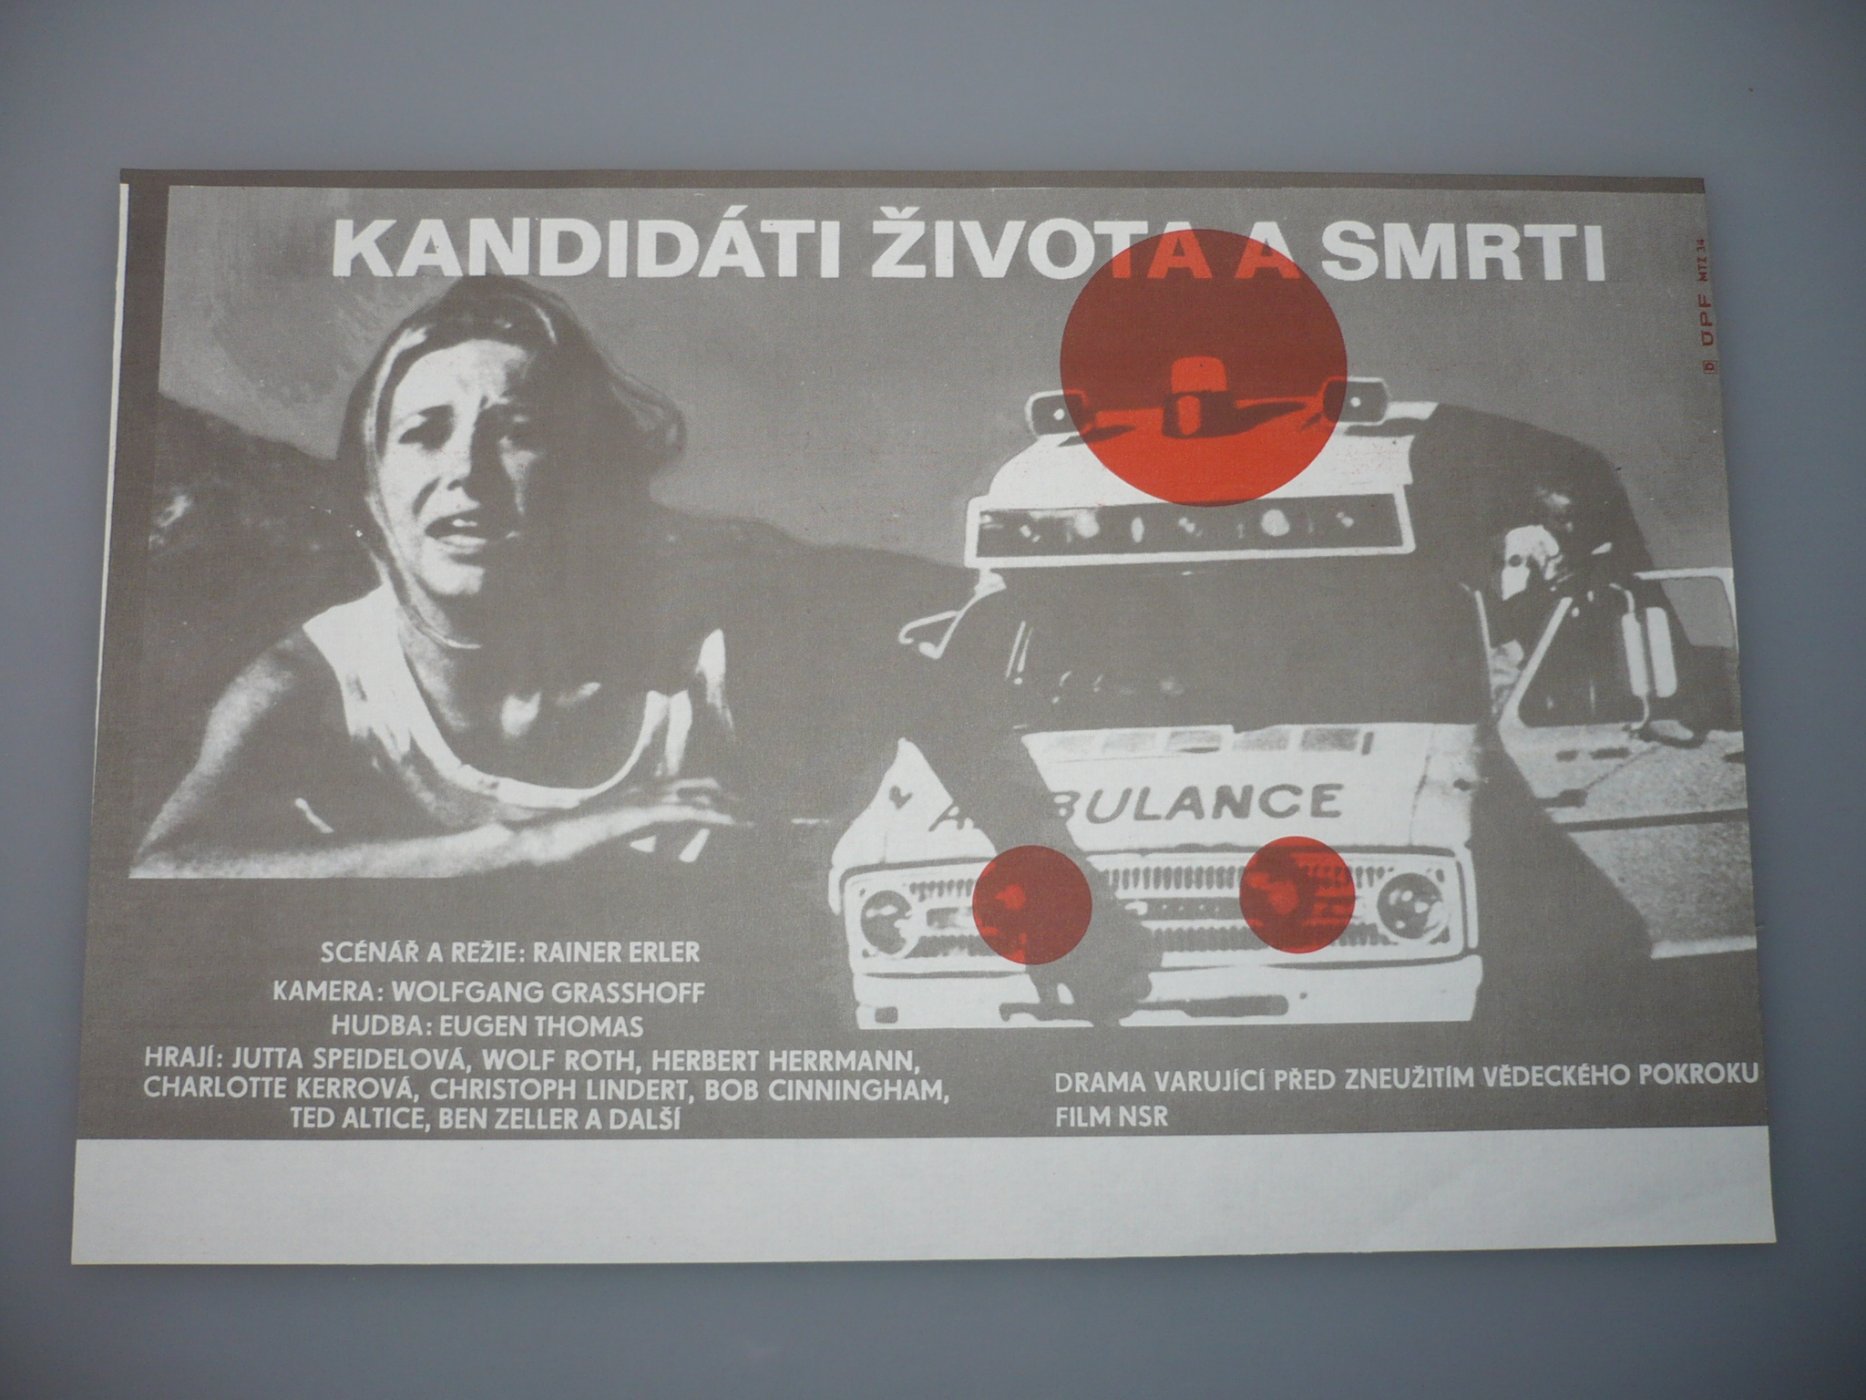 KANDIDÁTI ŽIVOTA A SMRTI
ÚPF MTZ 14
AMBULANCE
SCÉNÁŘ A REŽIE: RAINER ERLER
KAMERA: WOLFGANG GRASSHOFF
HUDBA: EUGEN THOMAS
HRAJÍ: JUTTA SPEIDELOVÁ, WOLF ROTH, HERBERT HERRMANN,
CHARLOTTE KERROVÁ, CHRISTOPH LINDERT, BOB CINNINGHAM,
TED ALTICE, BEN ZELLER A DALŠÍ
DRAMA VARUJÍCÍ PŘED ZNEUŽITÍM VĚDECKÉHO POKROKU
FILM NSR